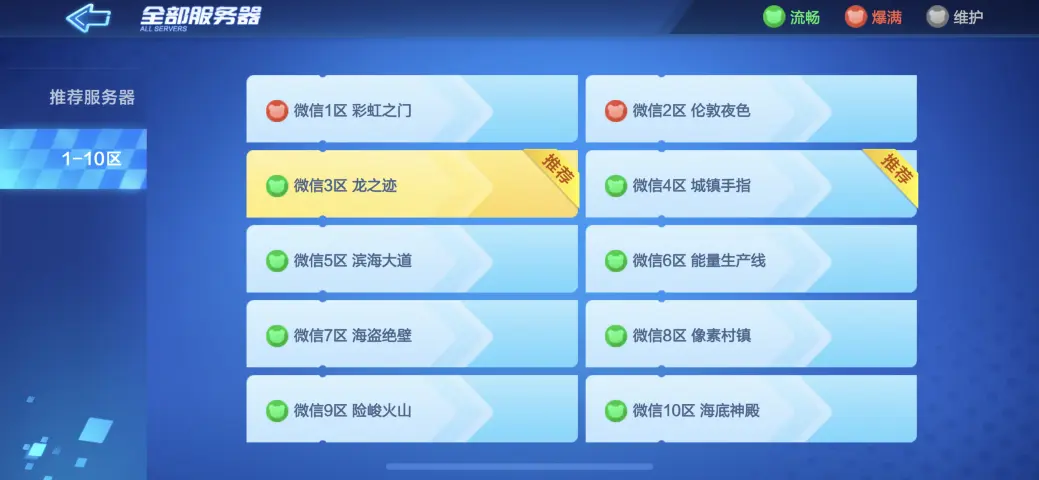 全部服务器
ALL SERVERS
流畅
爆满
维护
推荐服务器
1-10区
微信1区 彩虹之门
微信2区 伦敦夜色
微信3区 龙之迹
推荐
微信4区 城镇手指
推荐
微信5区 滨海大道
微信6区 能量生产线
微信7区 海盗绝壁
微信8区 像素村镇
微信9区 险峻火山
微信10区 海底神殿